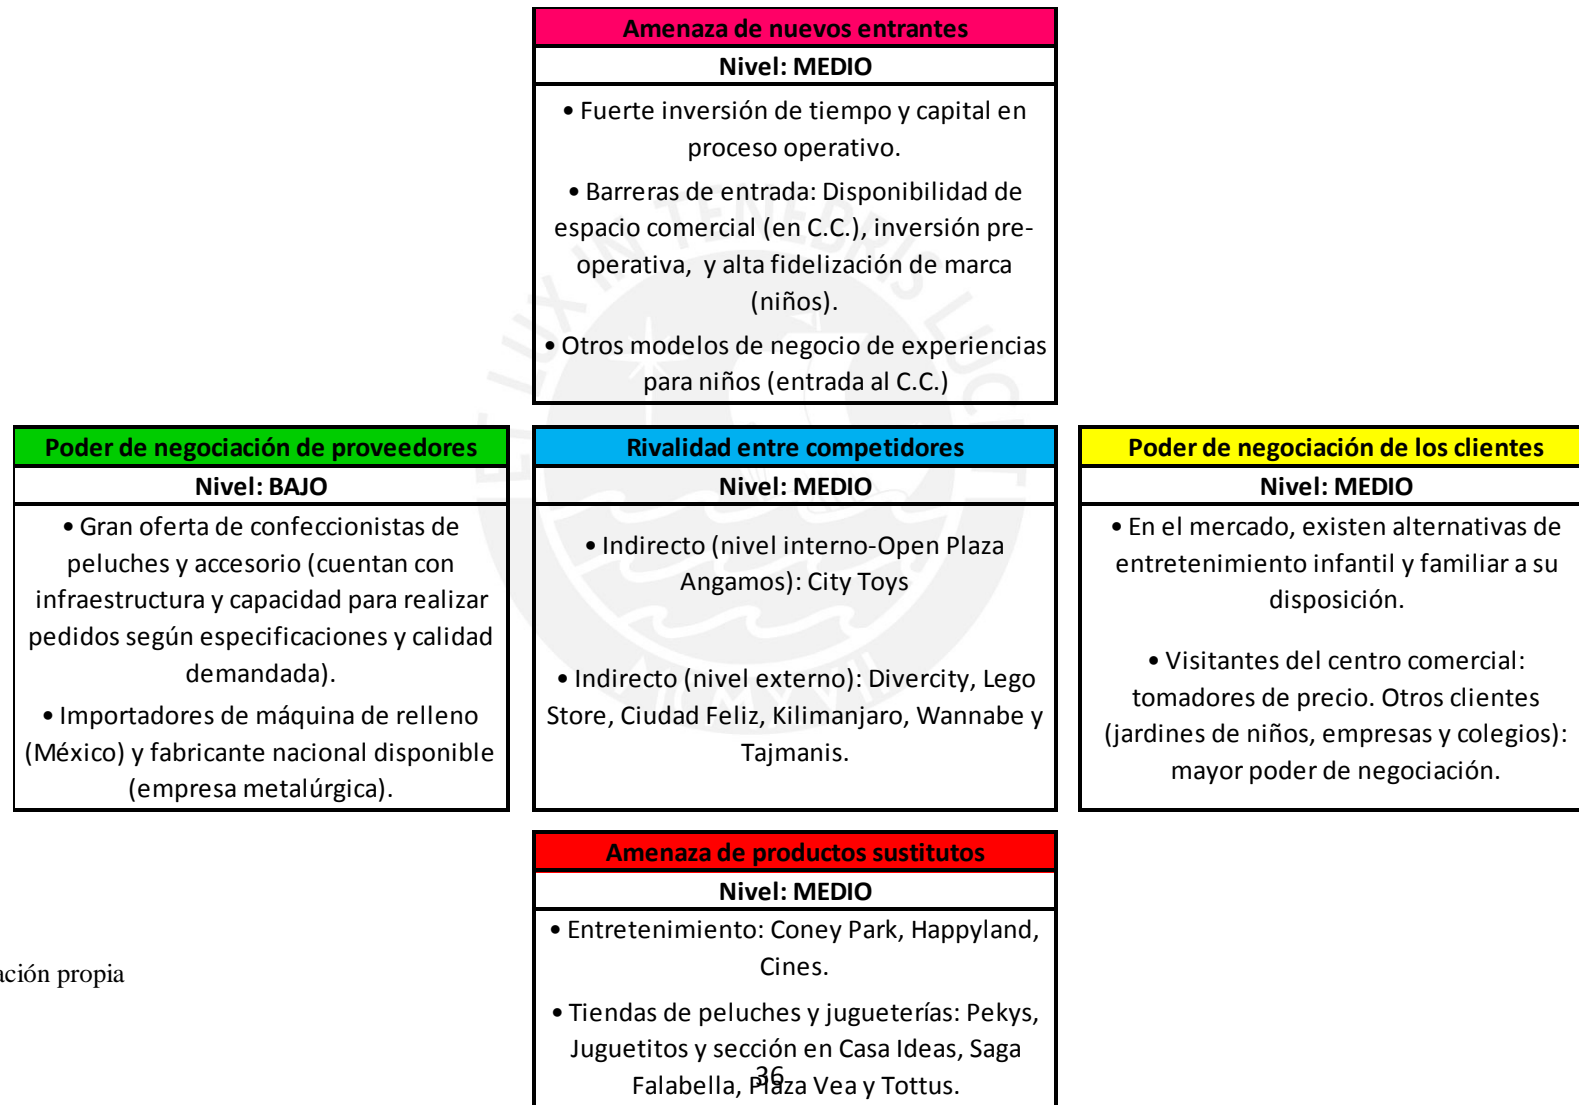 Amenaza de nuevos entrantes
Nivel: MEDIO
• Fuerte inversión de tiempo y capital en
proceso operativo.
• Barreras de entrada: Disponibilidad de
espacio comercial (en C.C.), inversión pre-
operativa, y alta fidelización de marca
(niños).
• Otros modelos de negocio de experiencias
para niños (entrada al C.C.)
Poder de negociación de proveedores
Nivel: BAJO
• Gran oferta de confeccionistas de
peluches y accesorio (cuentan con
infraestructura y capacidad para realizar
pedidos según especificaciones y calidad
demandada).
• Importadores de máquina de relleno
(México) y fabricante nacional disponible
(empresa metalúrgica).
Rivalidad entre competidores
Nivel: MEDIO
• Indirecto (nivel interno-Open Plaza
Angamos): City Toys
• Indirecto (nivel externo): Divercity, Lego
Store, Ciudad Feliz, Kilimanjaro, Wannabe y
Tajmanis.
Poder de negociación de los clientes
Nivel: MEDIO
• En el mercado, existen alternativas de
entretenimiento infantil y familiar a su
disposición.
• Visitantes del centro comercial:
tomadores de precio. Otros clientes
(jardines de niños, empresas y colegios):
mayor poder de negociación.
Amenaza de productos sustitutos
Nivel: MEDIO
• Entretenimiento: Coney Park, Happyland,
Cines.
• Tiendas de peluches y jugueterías: Pekys,
Juguetitos y sección en Casa Ideas, Saga
Falabella, Plaza Vea y Tottus.
ación propia
36
ET LUX IN TENEBRIS LUCET
MCMXVII